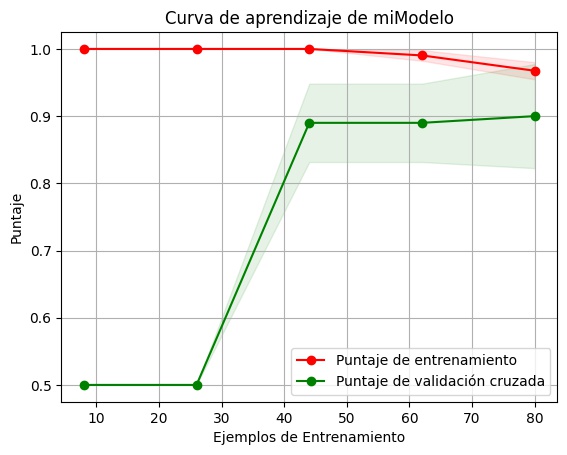 Curva de aprendizaje de miModelo
Puntaje
1.0
0.9
0.8
0.7
0.6
0.5
Puntaje de entrenamiento
Puntaje de validación cruzada
10 20 30 40 50 60 70 80
Ejemplos de Entrenamiento